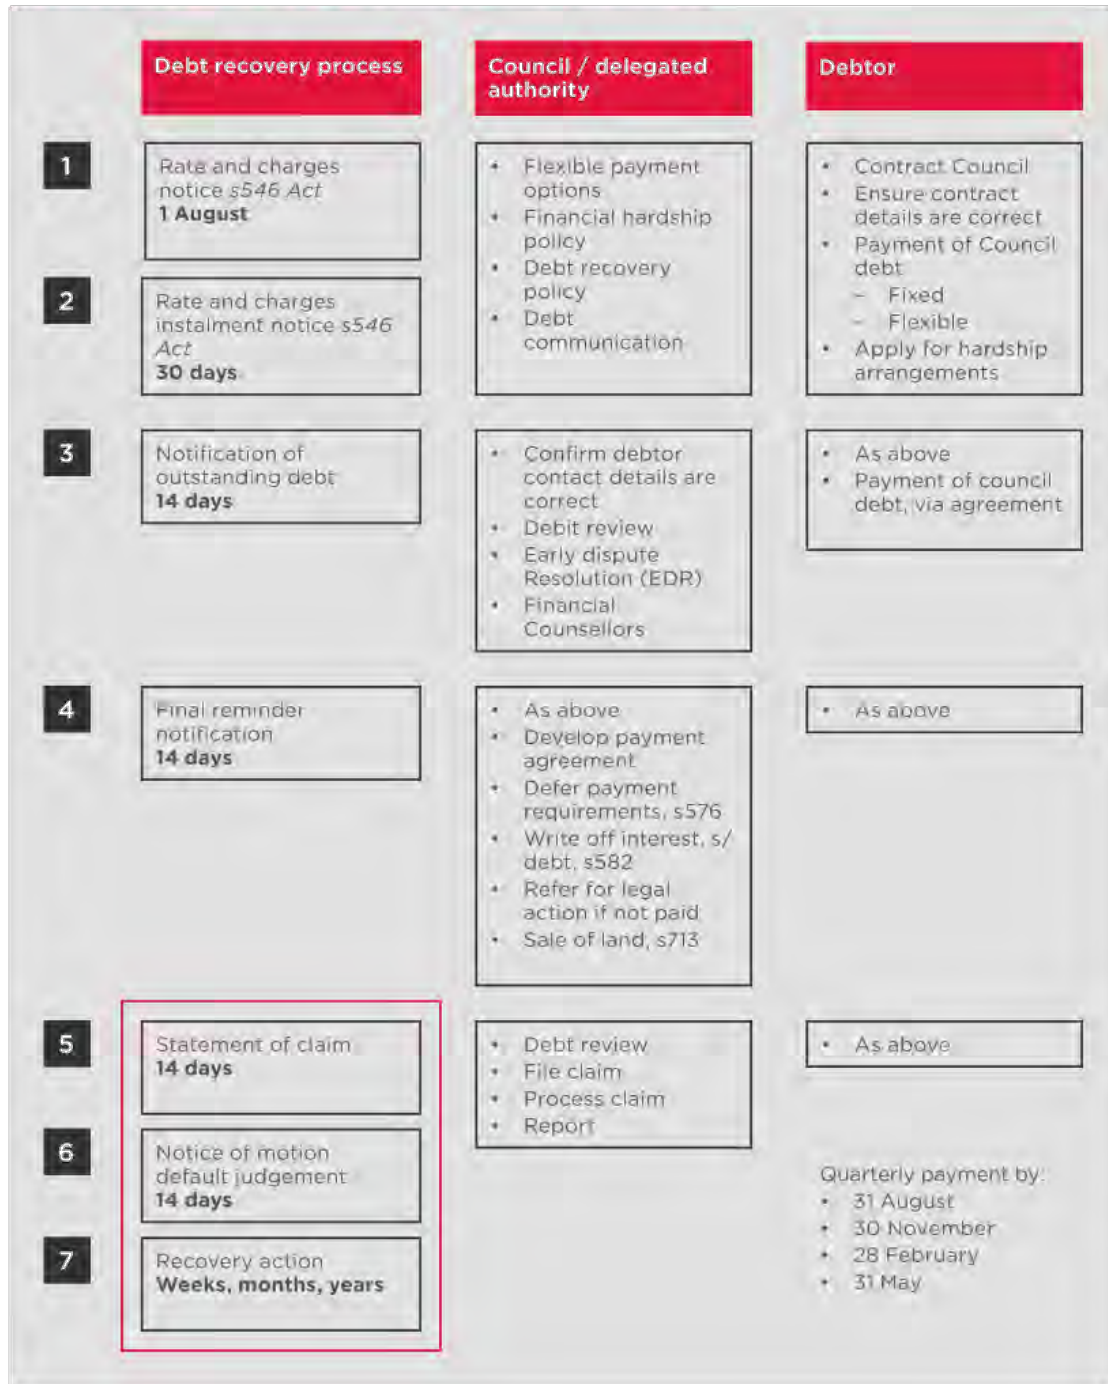 Debt recovery process
Council / delegated
authority
Debtor
1
Rate and charges
notice s546 Act
1 August
• Flexible payment
options
• Financial hardship
policy
• Debt recovery
policy
• Debt
communication
• Contract Council
• Ensure contract
details are correct
• Payment of Council
debt
– Fixed
– Flexible
• Apply for hardship
arrangements
2
Rate and charges
instalment notice s546
Act
30 days
3
Notification of
outstanding debt
14 days
• Confirm debtor
contact details are
correct
• Debit review
• Early dispute
Resolution (EDR)
• Financial
Counsellors
• As above
• Payment of council
debt, via agreement
4
Final reminder
notification
14 days
• As above
• Develop payment
agreement
• Defer payment
requirements, s576
• Write off interest, s/
debt, s582
• Refer for legal
action if not paid
• Sale of land, s713
• As above
5
Statement of claim
14 days
• Debt review
• File claim
• Process claim
• Report
• As above
6
Notice of motion
default judgement
14 days
7
Recovery action
Weeks, months, years
Quarterly payment by:
• 31 August
• 30 November
• 28 February
• 31 May